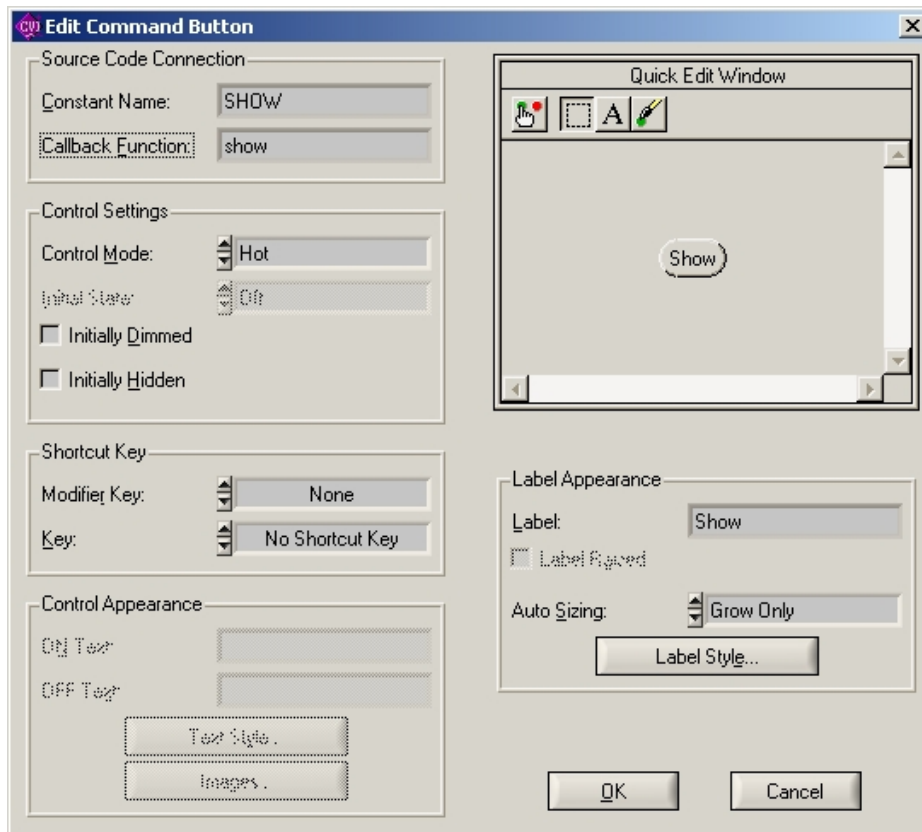 CVI Edit Command Button
Source Code Connection
Constant Name: SHOW
Callback Function: show
Control Settings
Control Mode: Hot
Initial State: Off
Initially Dimmed
Initially Hidden
Shortcut Key
Modifier Key: None
Key: No Shortcut Key
Control Appearance
ON Text
OFF Text
Text Style...
Images...
Quick Edit Window
A
Show
Label Appearance
Label: Show
Label Raised
Auto Sizing: Grow Only
Label Style...
OK Cancel